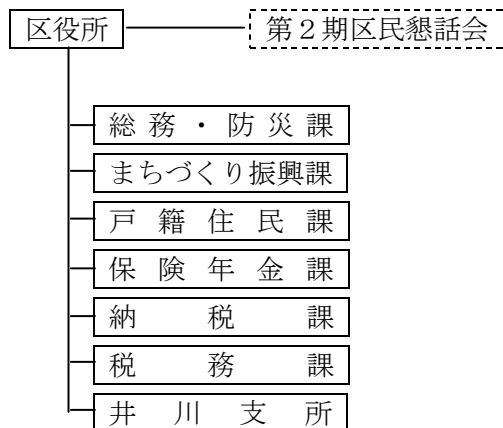 区役所
第2期区民懇話会
総務・防災課
まちづくり振興課
戸籍住民課
保険年金課
納税課
税務課
井川支所